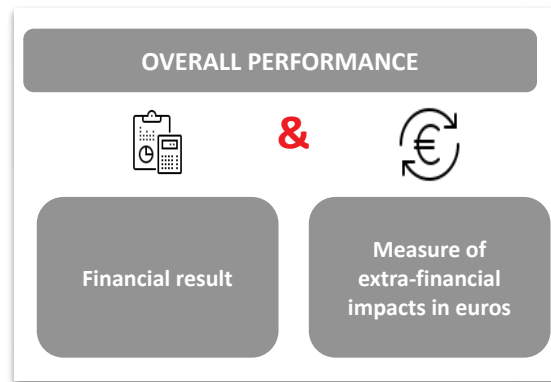 OVERALL PERFORMANCE
&
€
Financial result
Measure of
extra-financial
impacts in euros